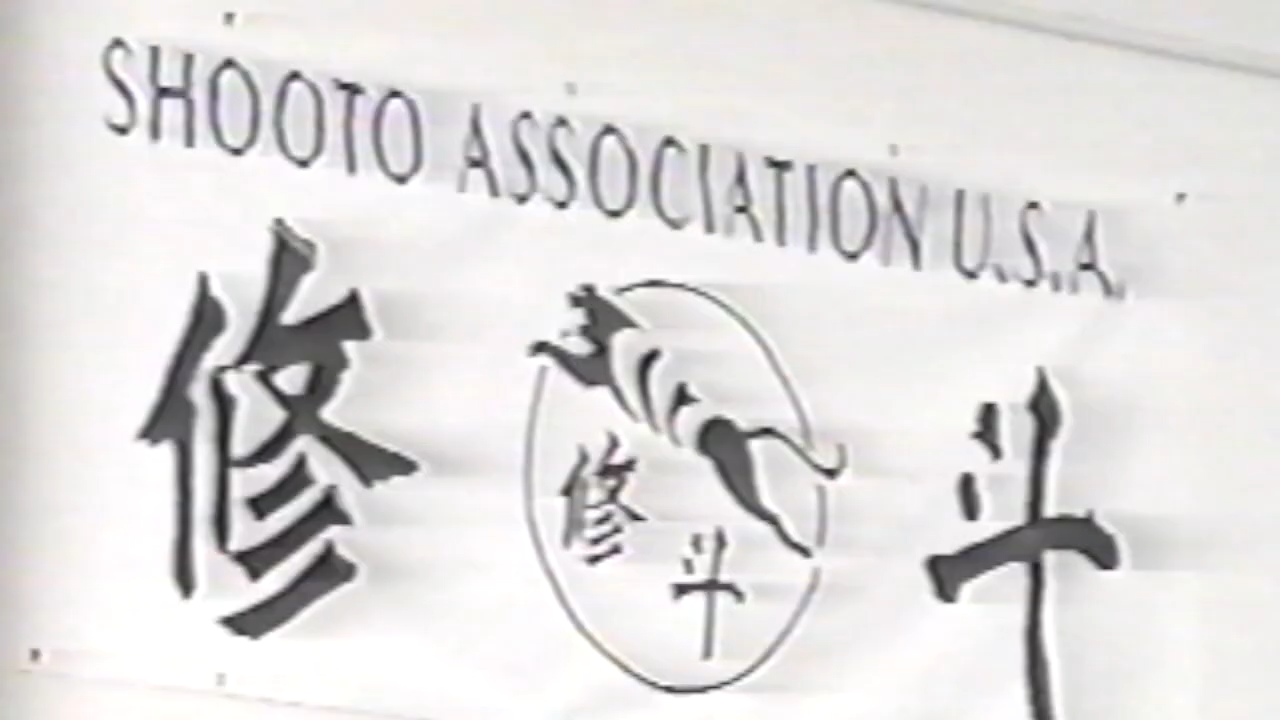 SHOOTO ASSOCIATION U.S.A.
修 斗
修斗